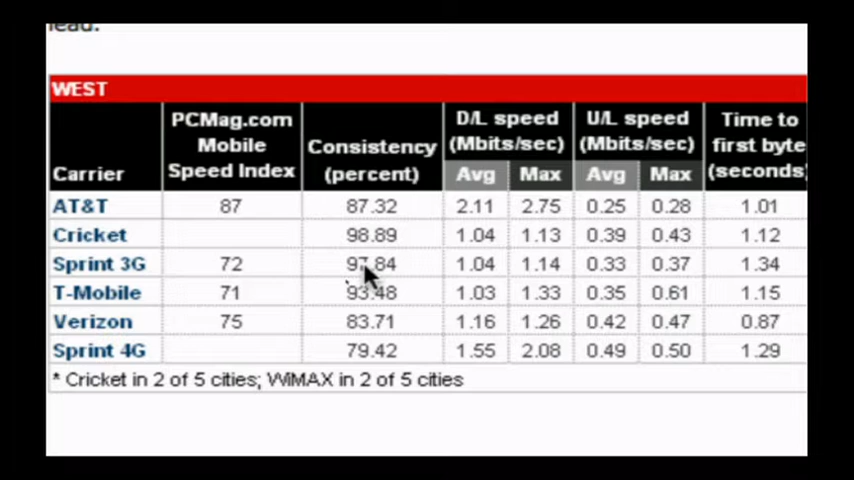 lead.
WEST
Carrier PCMag.com Mobile Speed Index Consistency (percent) D/L speed (Mbits/sec) U/L speed (Mbits/sec) Time to first byte (seconds)
Avg Max Avg Max
AT&T 87 87.32 2.11 2.75 0.25 0.28 1.01
Cricket 98.89 1.04 1.13 0.39 0.43 1.12
Sprint 3G 72 97.84 1.04 1.14 0.33 0.37 1.34
T-Mobile 71 93.48 1.03 1.33 0.35 0.61 1.15
Verizon 75 83.71 1.16 1.26 0.42 0.47 0.87
Sprint 4G 79.42 1.55 2.08 0.49 0.50 1.29
* Cricket in 2 of 5 cities; WiMAX in 2 of 5 cities